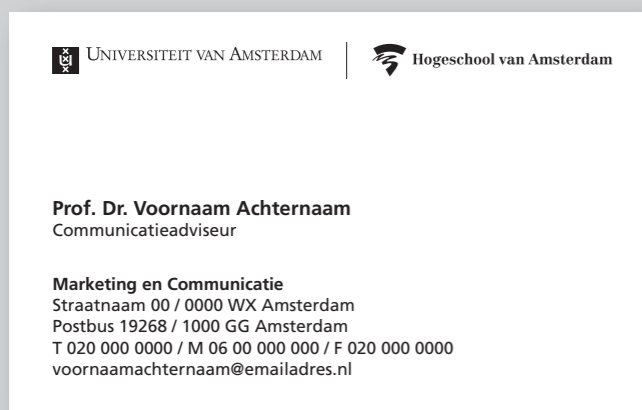 UNIVERSITEIT VAN AMSTERDAM
Hogeschool van Amsterdam
Prof. Dr. Voornaam Achternaam
Communicatieadviseur
Marketing en Communicatie
Straatnaam 00 / 0000 WX Amsterdam
Postbus 19268 / 1000 GG Amsterdam
T 020 000 0000 / M 06 00 000 000 / F 020 000 0000
voornaamachternaam@emailadres.nl